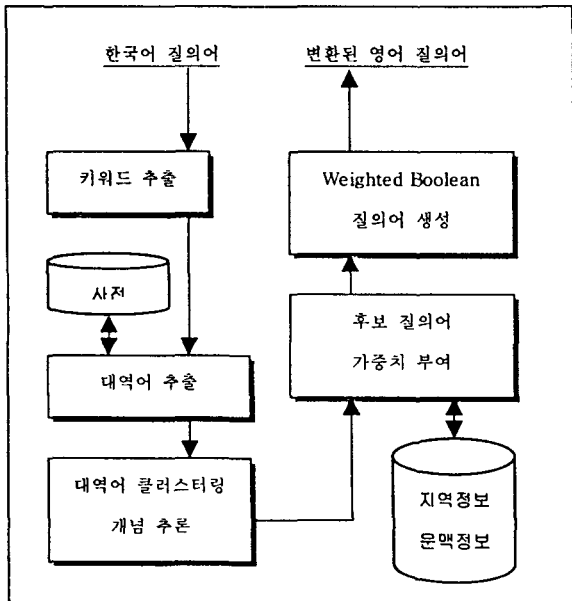 한국어 질의어
키워드 추출
사전
대역어 추출
대역어 클러스터링
개념 추론
변환된 영어 질의어
Weighted Boolean
질의어 생성
후보 질의어
가중치 부여
지역정보
문맥정보